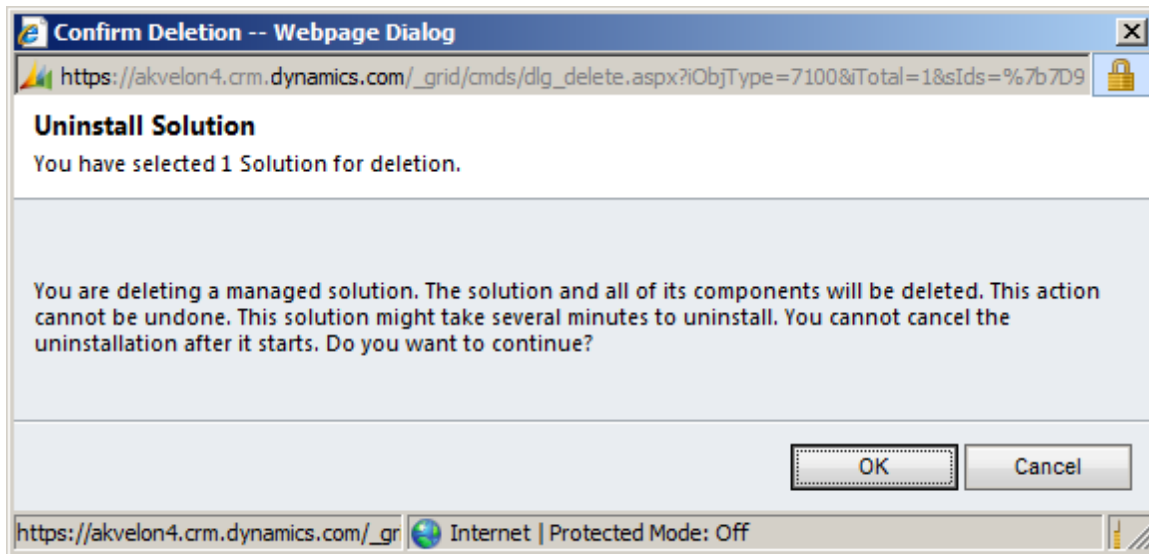 Confirm Deletion -- Webpage Dialog
https://akvelon4.crm.dynamics.com/_grid/cmds/dlg_delete.aspx?iObjType=7100&iTotal=1&sIds=%7b7D9
Uninstall Solution
You have selected 1 Solution for deletion.
You are deleting a managed solution. The solution and all of its components will be deleted. This action
cannot be undone. This solution might take several minutes to uninstall. You cannot cancel the
uninstallation after it starts. Do you want to continue?
OK Cancel
https://akvelon4.crm.dynamics.com/_gr Internet | Protected Mode: Off